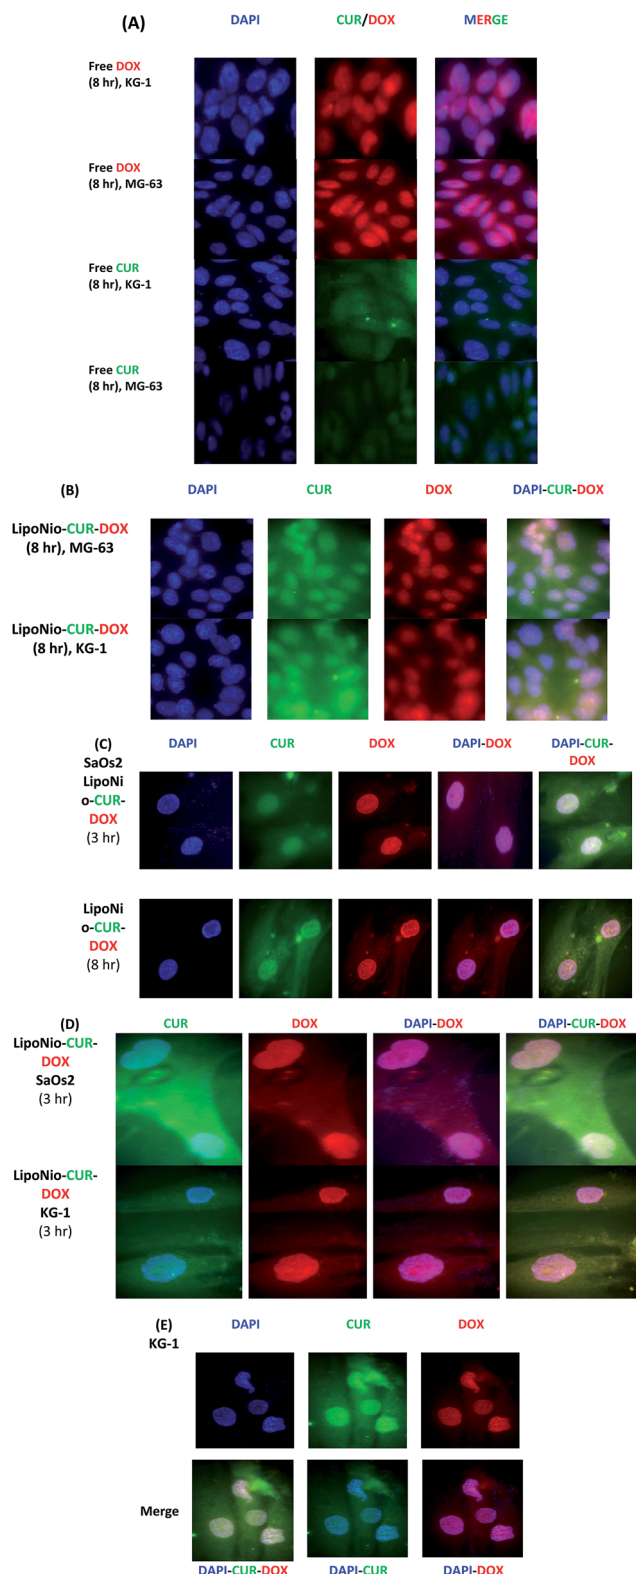 (A) DAPI CUR/DOX MERGE
Free DOX
(8 hr), KG-1
Free DOX
(8 hr), MG-63
Free CUR
(8 hr), KG-1
Free CUR
(8 hr), MG-63
(B) DAPI CUR DOX DAPI-CUR-DOX
LipoNio-CUR-DOX
(8 hr), MG-63
LipoNio-CUR-DOX
(8 hr), KG-1
(C) DAPI CUR DOX DAPI-DOX DAPI-CUR-
DOX
SaOs2
LipoNi
o-CUR-
DOX
(3 hr)
LipoNi
o-CUR-
DOX
(8 hr)
(D) CUR DOX DAPI-DOX DAPI-CUR-DOX
LipoNio-CUR-
DOX
SaOs2
(3 hr)
LipoNio-CUR-
DOX
KG-1
(3 hr)
(E) DAPI CUR DOX
KG-1
Merge
DAPI-CUR-DOX DAPI-CUR DAPI-DOX